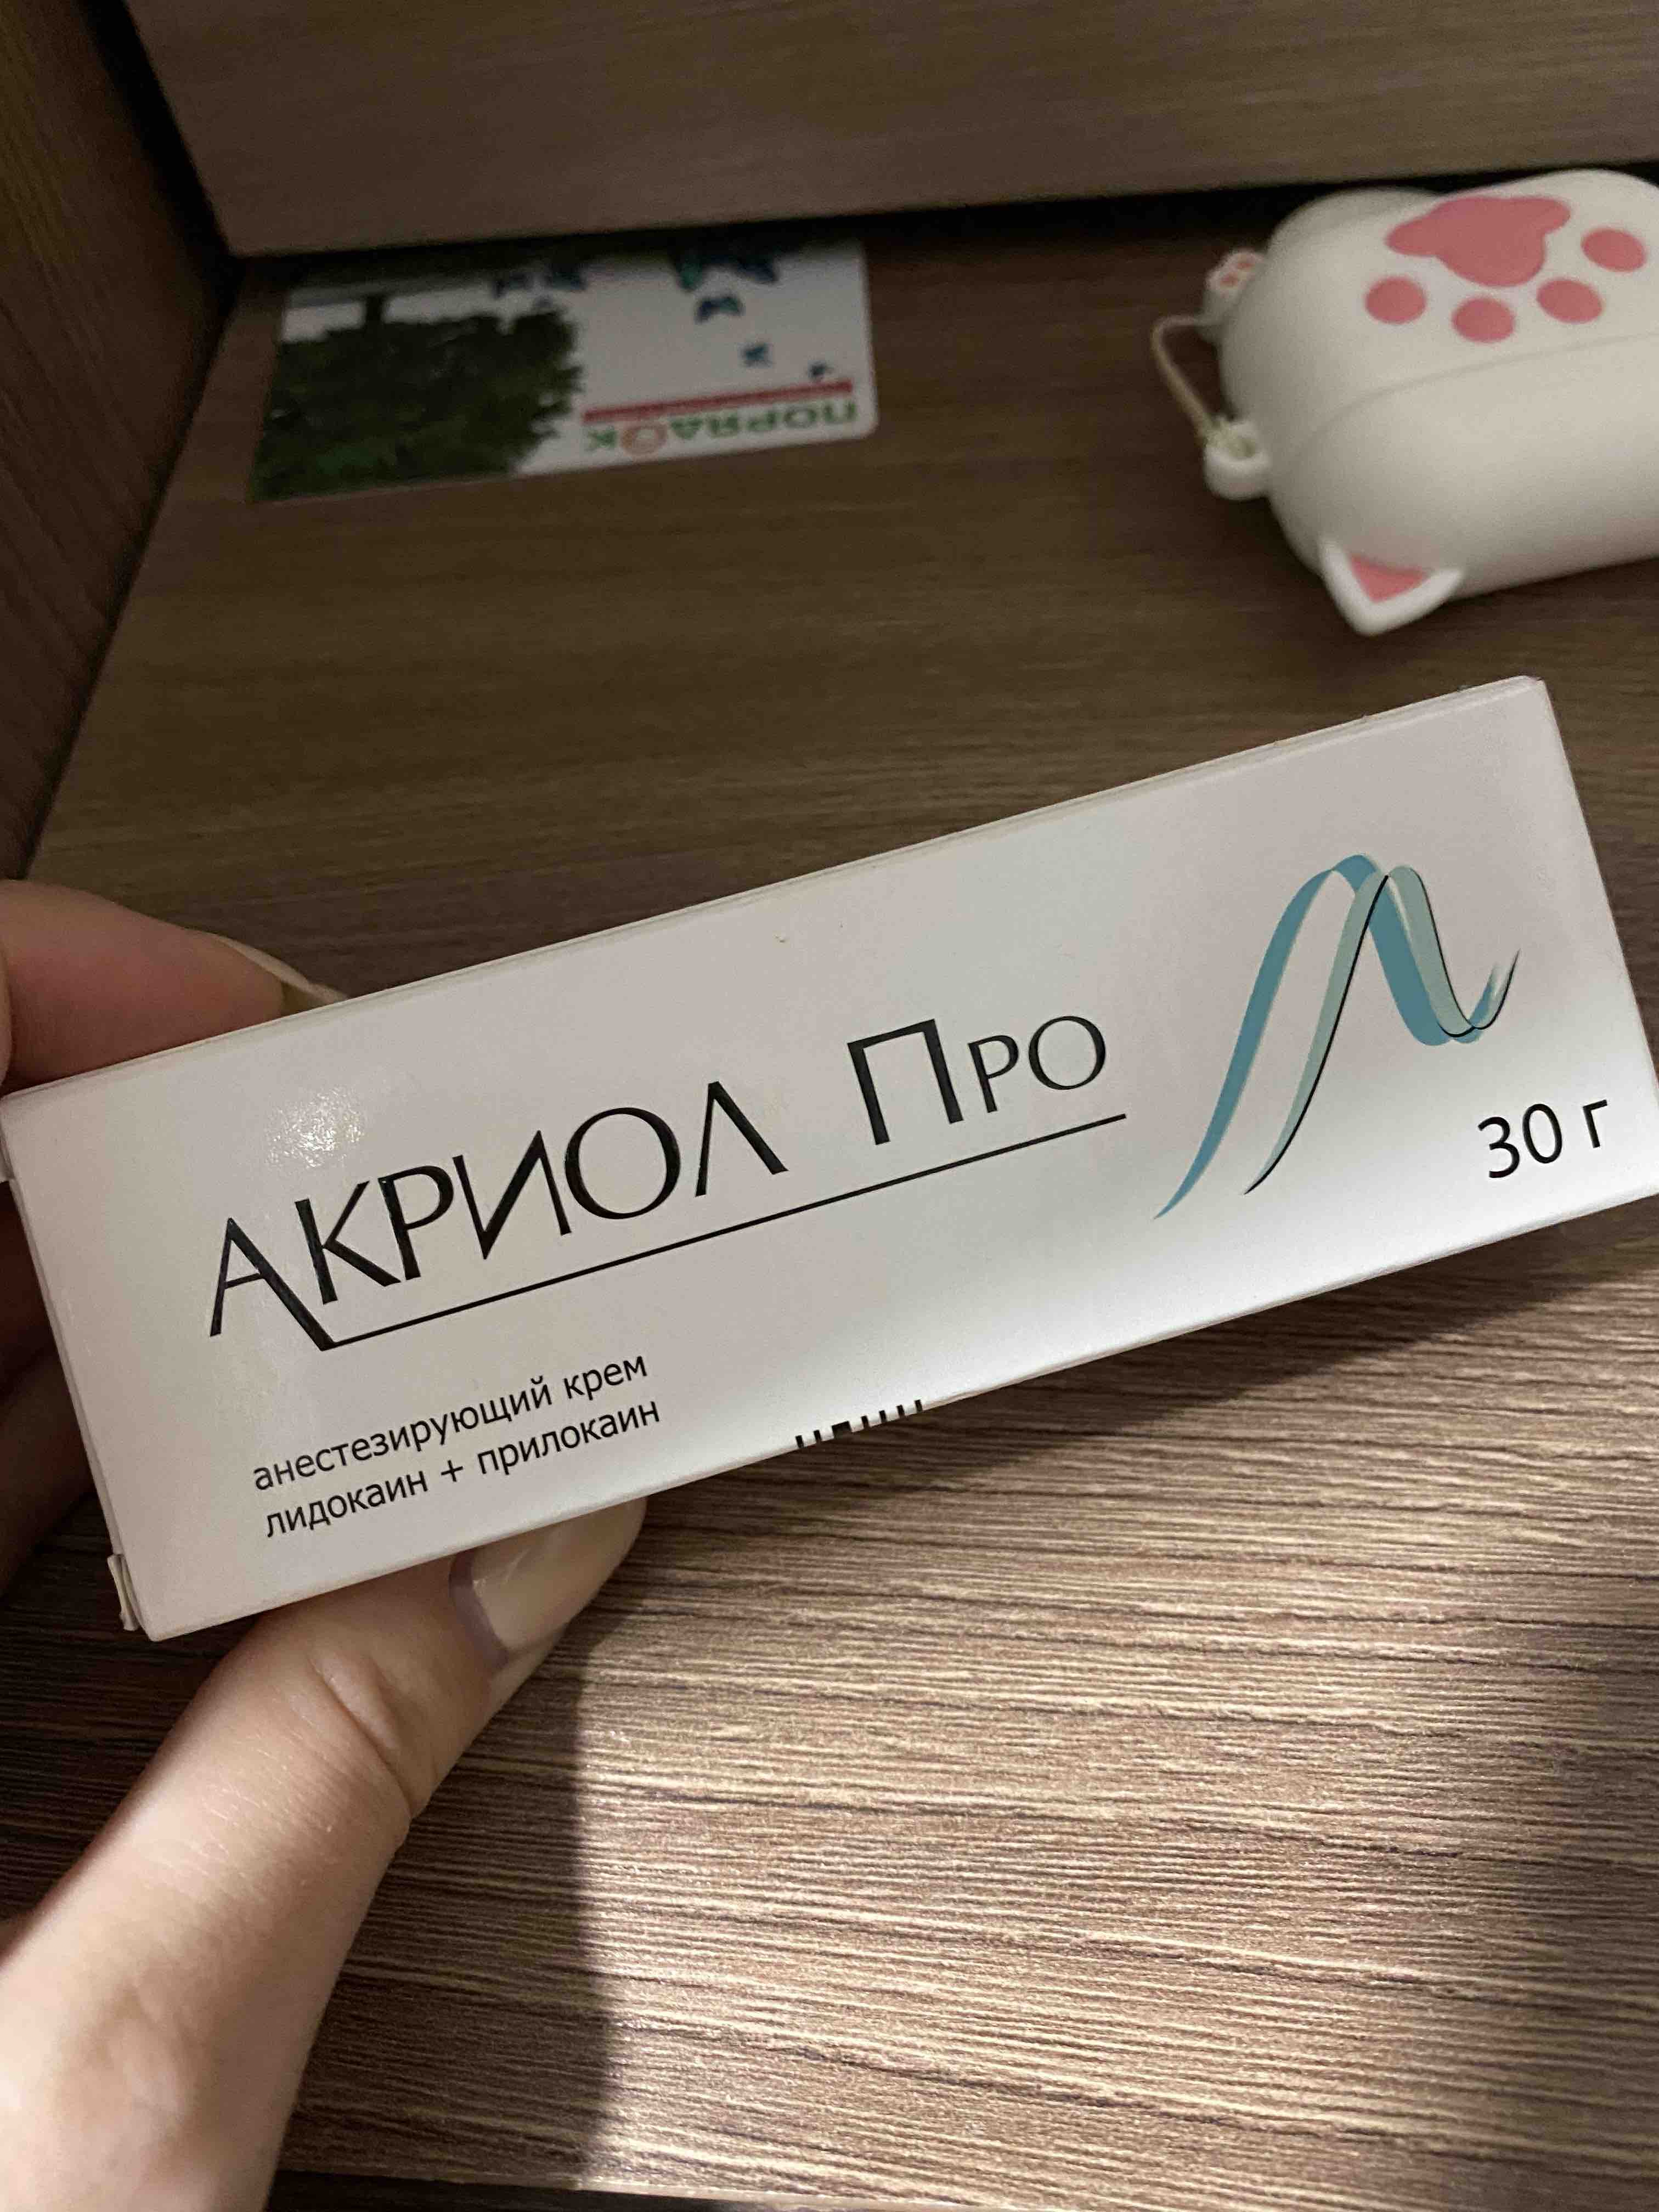 ПОРЯДОК
АКРИОЛ ПРО
30 г
анестезирующий крем
лидокаин + прилокаин